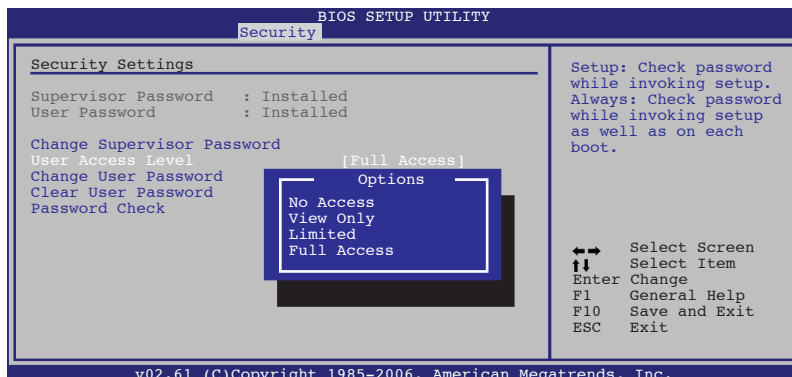 BIOS SETUP UTILITY
Security
Security Settings
Supervisor Password : Installed
User Password : Installed
Change Supervisor Password
User Access Level [Full Access]
Change User Password
Clear User Password
Password Check
Options
No Access
View Only
Limited
Full Access
Setup: Check password
while invoking setup.
Always: Check password
while invoking setup
as well as on each
boot.
←→ Select Screen
↑↓ Select Item
Enter Change
F1 General Help
F10 Save and Exit
ESC Exit
v02.61 (C)Copyright 1985-2006, American Megatrends, Inc.